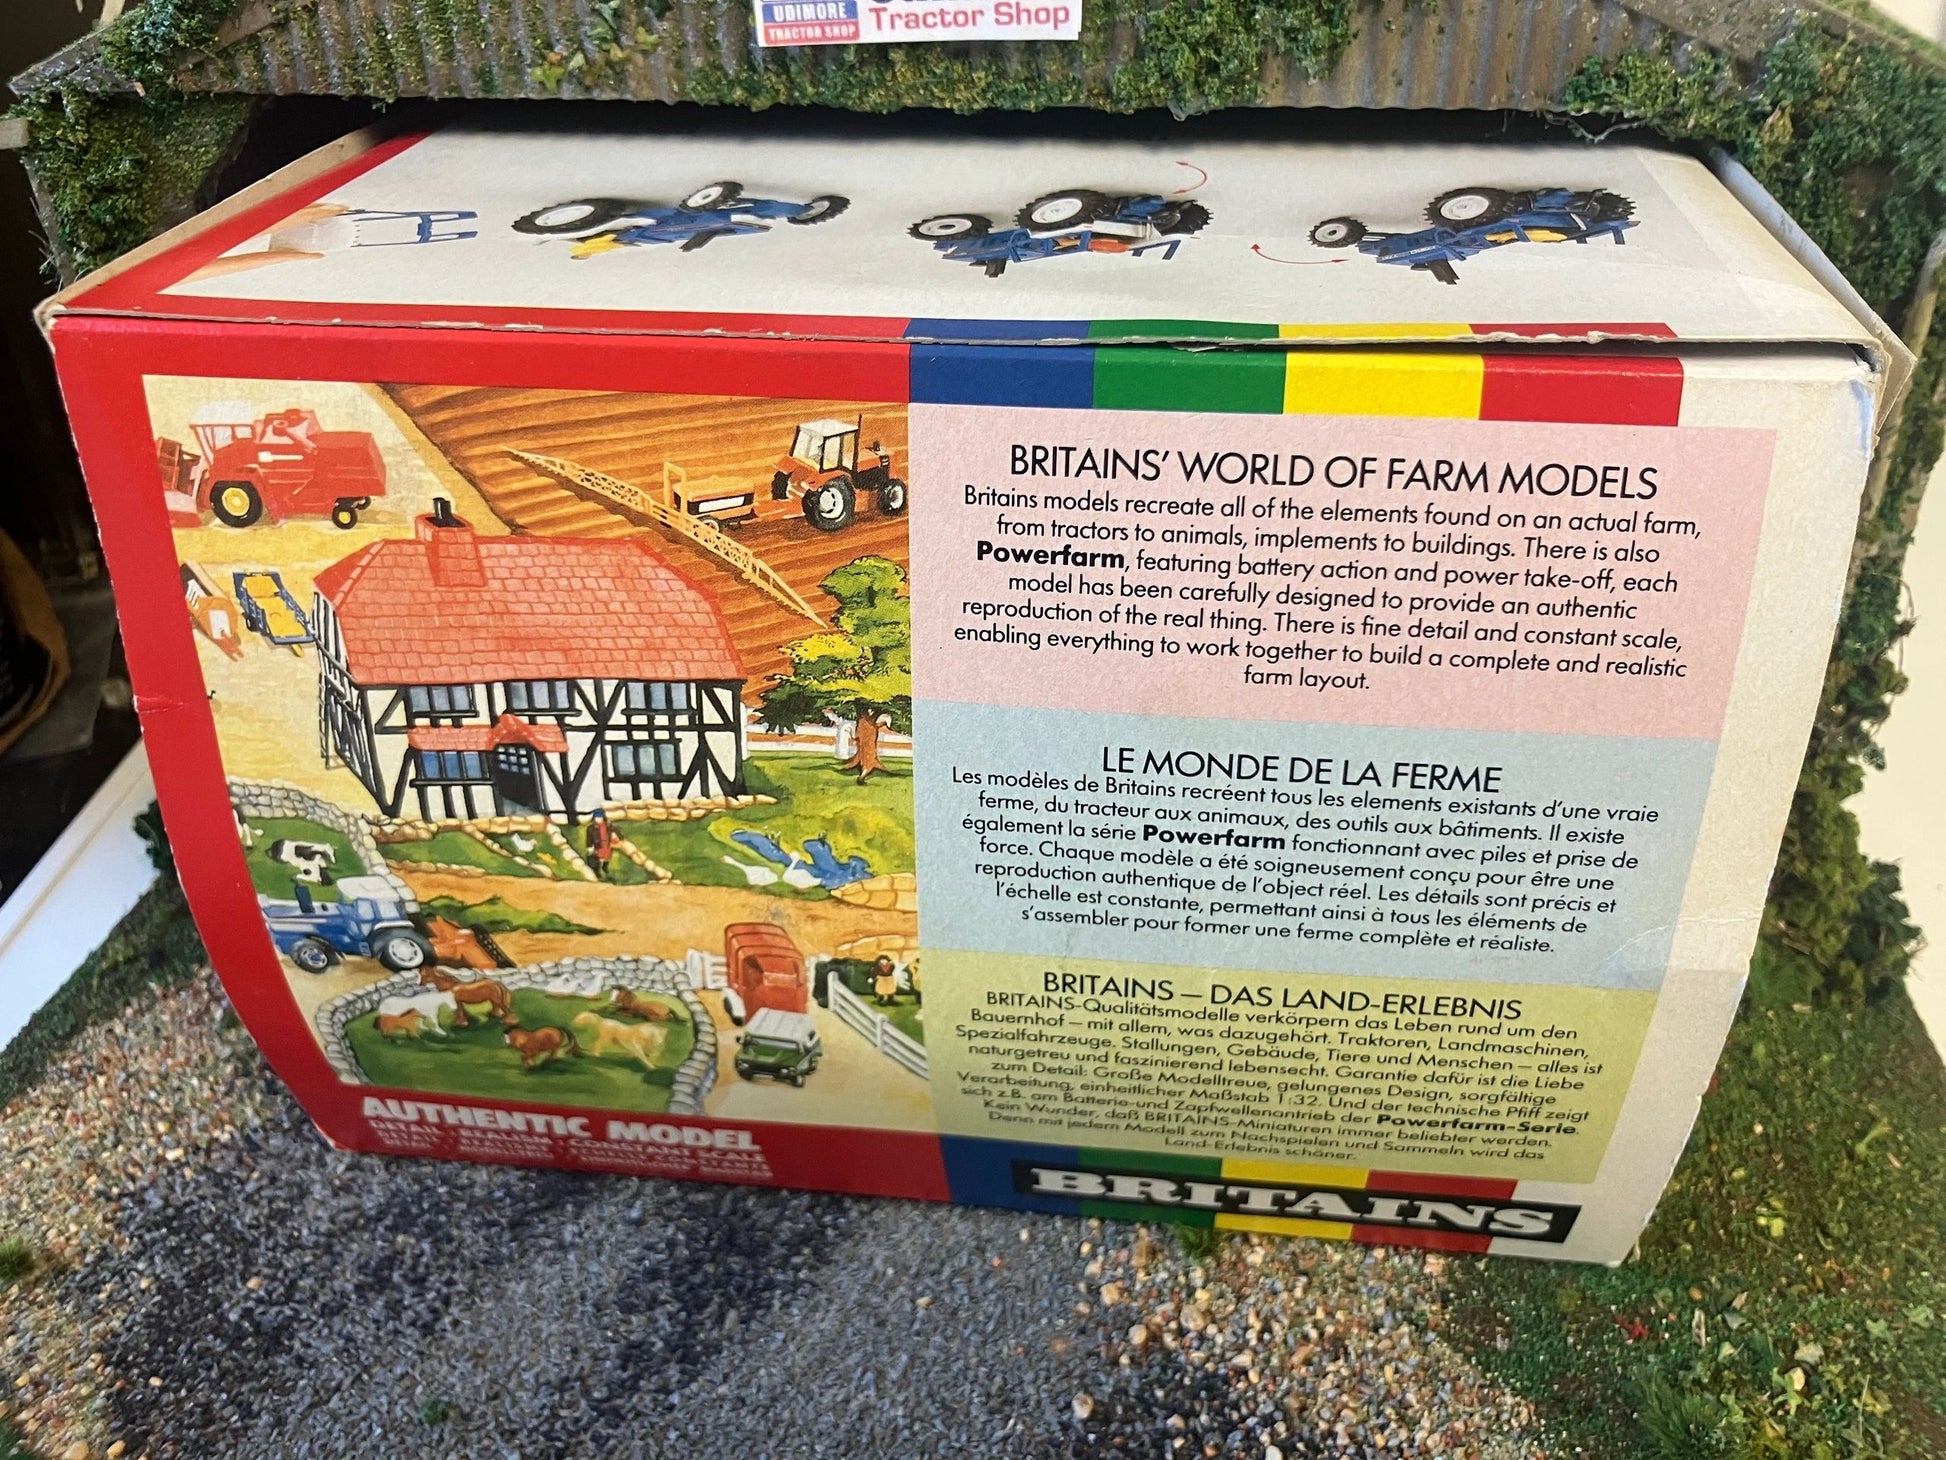 UDIMORE
TRACTOR SHOP
Tractor Shop
BRITAINS' WORLD OF FARM MODELS
Britains models recreate all of the elements found on an actual farm,
from tractors to animals, implements to buildings. There is also
Powerfarm, featuring battery action and power take-off, each
model has been carefully designed to provide an authentic
reproduction of the real thing. There is fine detail and constant scale,
enabling everything to work together to build a complete and realistic
farm layout.
LE MONDE DE LA FERME
Les modèles de Britains recréent tous les elements existants d'une vraie
ferme, du tracteur aux animaux, des outils aux bâtiments. Il existe
également la série Powerfarm fonctionnant avec piles et prise de
force. Chaque modèle a été soigneusement conçu pour être une
reproduction authentique de l'object réel. Les détails sont précis et
l'échelle est constante, permettant ainsi à tous les éléments de
s'assembler pour former une ferme complète et réaliste.
BRITAINS – DAS LAND-ERLEBNIS
BRITAINS-Qualitätsmodelle verkörpern das Leben rund um den
Bauernhof – mit allem, was dazugehört. Traktoren, Landmaschinen,
Spezialfahrzeuge. Stallungen, Gebäude, Tiere und Menschen – alles ist
naturgetreu und faszinierend lebensecht. Garantie dafür ist die Liebe
zum Detail: Große Modelltreue, gelungenes Design, sorgfältige
Verarbeitung, einheitlicher Maßstab 1:32. Und der technische Pfiff zeigt
sich z.B. am Batterie-und Zapfwellenantrieb der Powerfarm-Serie.
Kein Wunder, daß BRITAINS-Miniaturen immer beliebter werden.
Denn mit jedem Modell zum Nachspielen und Sammeln wird das
Land-Erlebnis schöner.
AUTHENTIC MODEL
BRITAINS